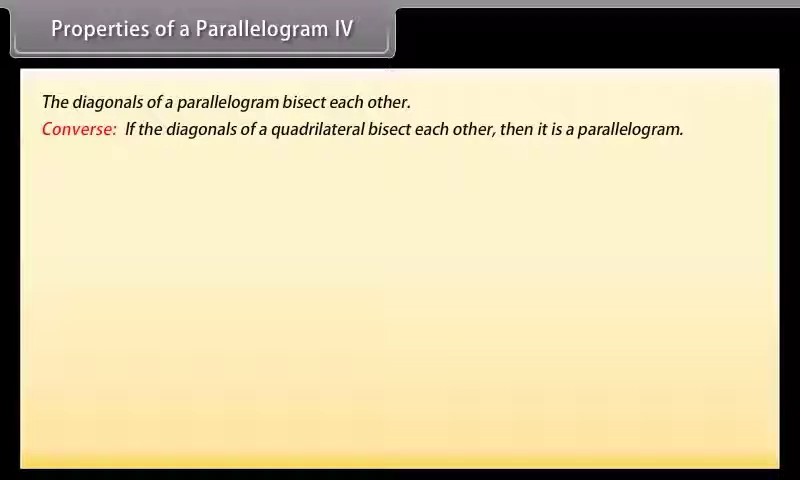 Properties of a Parallelogram IV
The diagonals of a parallelogram bisect each other.
Converse: If the diagonals of a quadrilateral bisect each other, then it is a parallelogram.